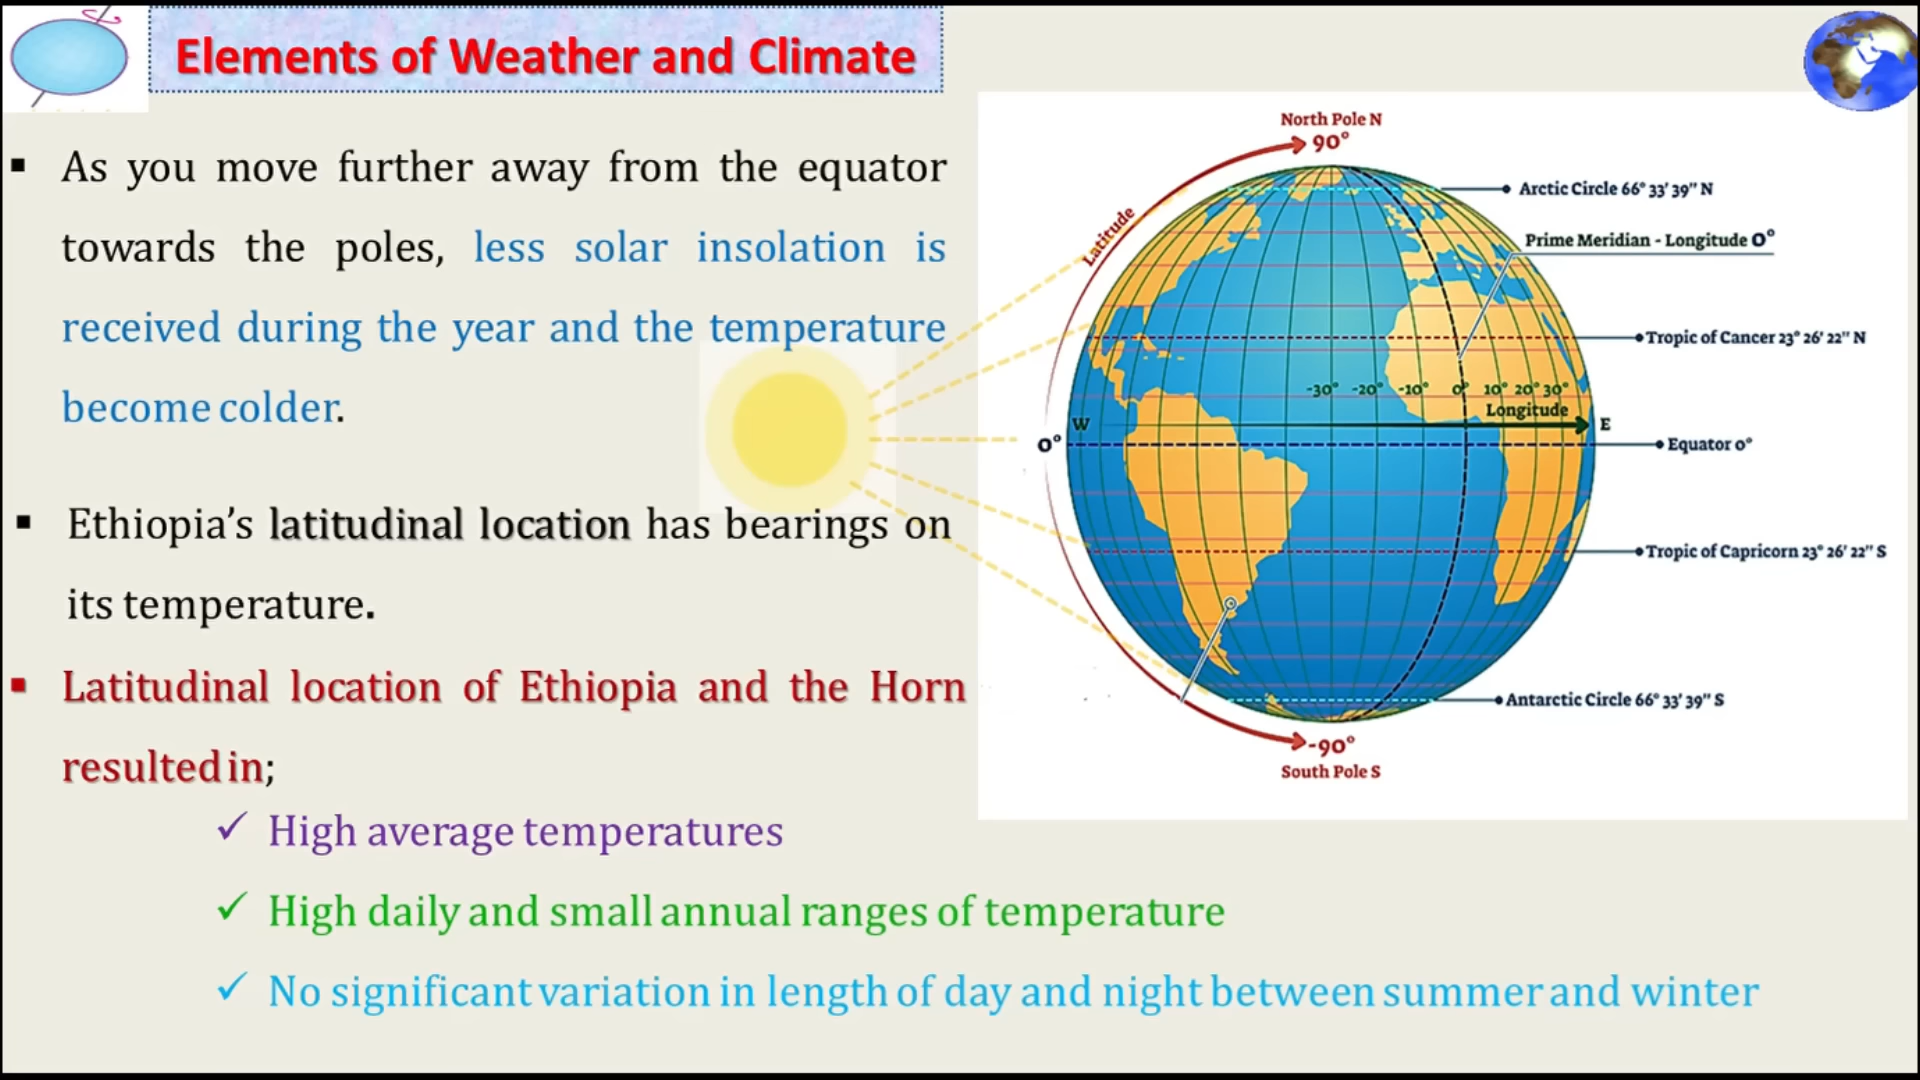 Elements of Weather and Climate
▪ As you move further away from the equator
towards the poles, less solar insolation is
received during the year and the temperature
become colder.
▪ Ethiopia’s latitudinal location has bearings on
its temperature.
▪ Latitudinal location of Ethiopia and the Horn
resulted in;
✓ High average temperatures
✓ High daily and small annual ranges of temperature
✓ No significant variation in length of day and night between summer and winter
North Pole N
90°
Latitude
Arctic Circle 66° 33' 39" N
Prime Meridian - Longitude 0°
Tropic of Cancer 23° 26' 22" N
-30° -20° -10° 0° 10° 20° 30°
Longitude
W
E
0°
Equator 0°
Tropic of Capricorn 23° 26' 22" S
Antarctic Circle 66° 33' 39" S
-90°
South Pole S